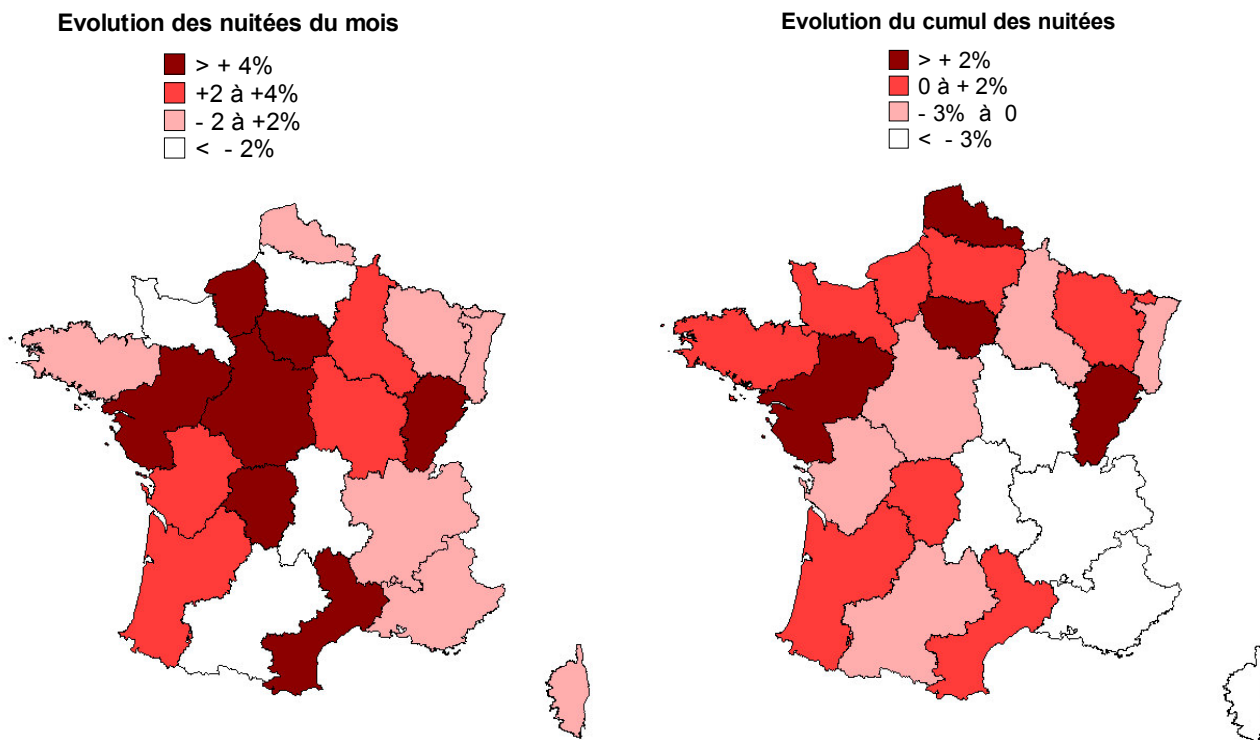 Evolution des nuitées du mois
> + 4%
+2 à +4%
- 2 à +2%
< - 2%
Evolution du cumul des nuitées
> + 2%
0 à + 2%
- 3% à 0
< - 3%